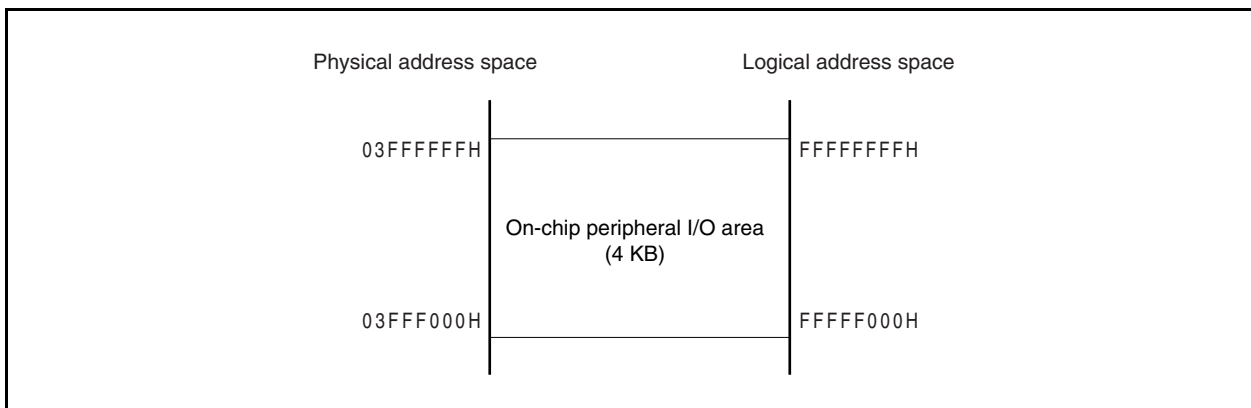 Physical address space
Logical address space
03FFFFFFH
FFFFFFFFH
On-chip peripheral I/O area
(4 KB)
03FFF000H
FFFFF000H